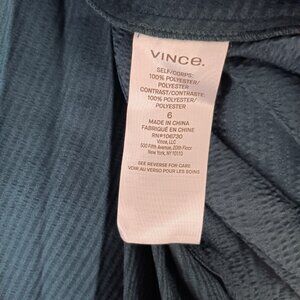 VINCE.
SELF/CORPS:
100% POLYESTER/
POLYESTER
CONTRAST/CONTRASTE:
100% POLYESTER/
POLYESTER
6
MADE IN CHINA
FABRIQUÉ EN CHINE
RN#106730
Vince, LLC
500 Fifth Avenue, 20th Floor
New York, NY 10110
SEE REVERSE FOR CARE
VOIR AU VERSO POUR LES SOINS